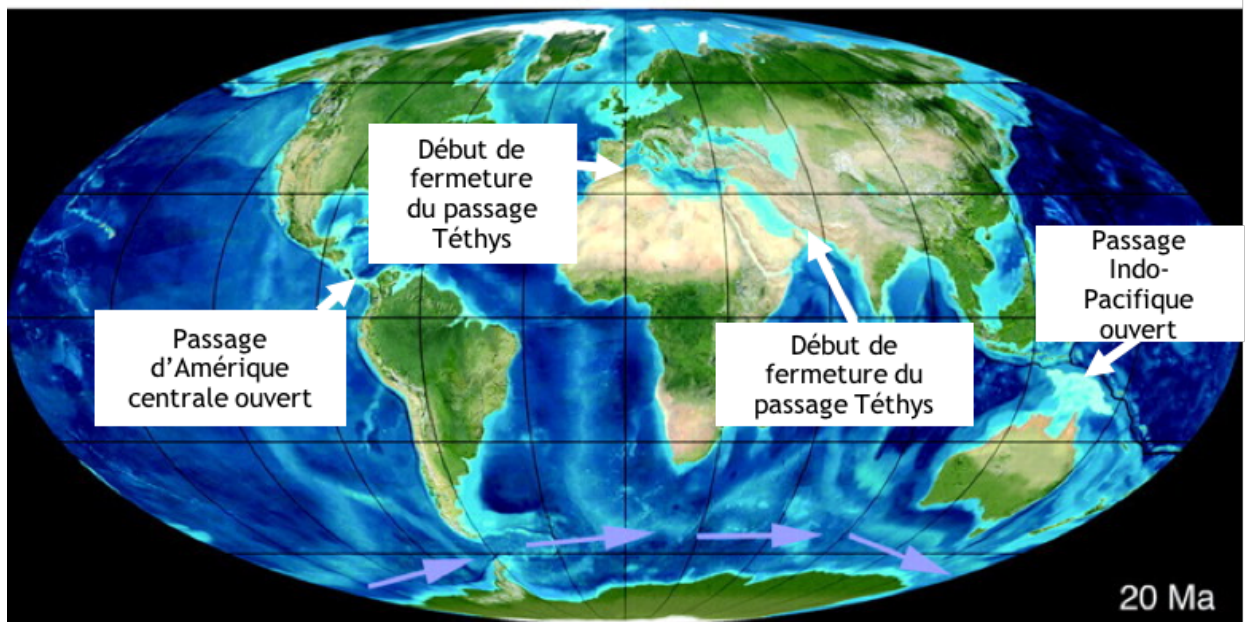 Début de
fermeture
du passage
Téthys
Passage
Indo-
Pacifique
ouvert
Passage
d’Amérique
centrale ouvert
Début de
fermeture du
passage Téthys
20 Ma